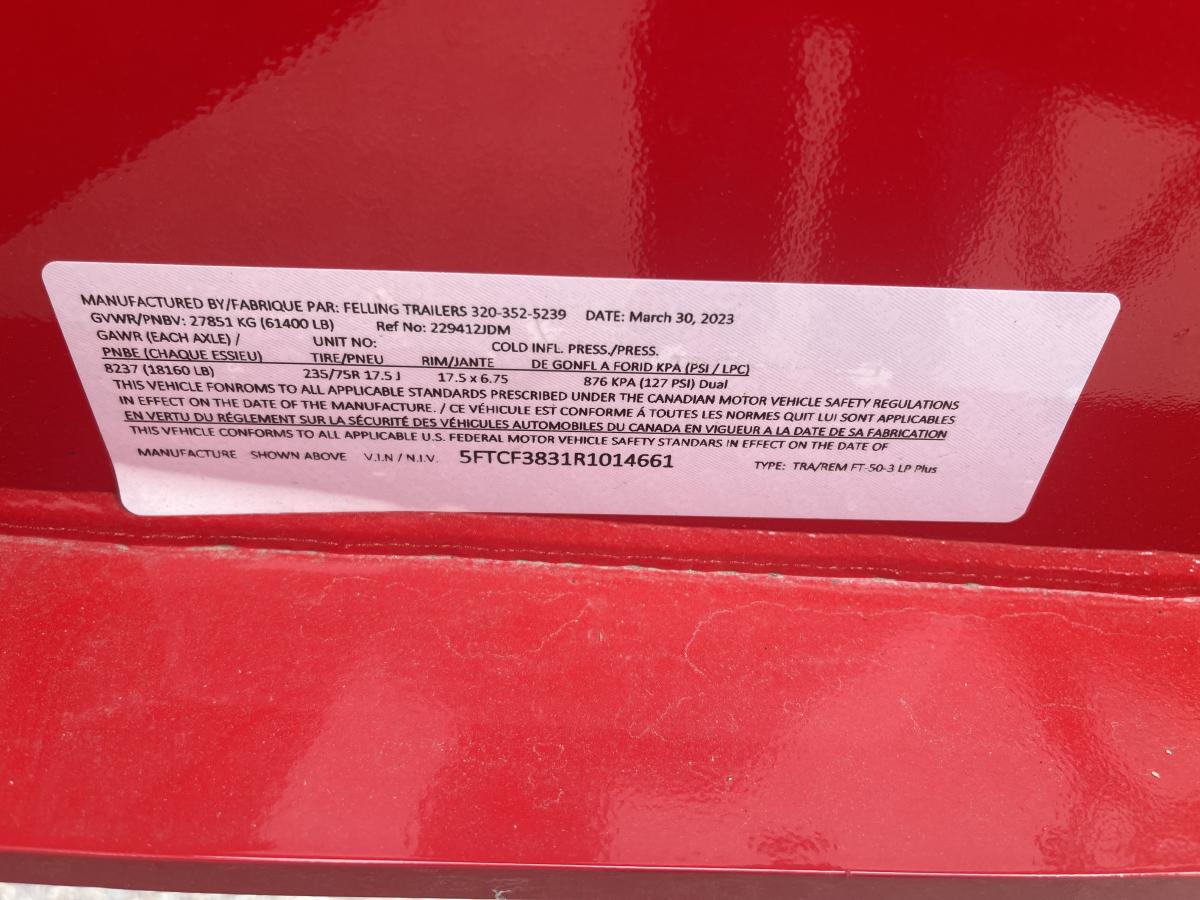 MANUFACTURED BY/FABRIQUE PAR: FELLING TRAILERS 320-352-5239 DATE: March 30, 2023
GVWR/PNBV: 27851 KG (61400 LB) Ref No: 229412JDM
GAWR (EACH AXLE) / UNIT NO: COLD INFL. PRESS./PRESS.
PNBE (CHAQUE ESSIEU) TIRE/PNEU RIM/JANTE DE GONFL A FORID KPA (PSI / LPC)
8237 (18160 LB) 235/75R 17.5 J 17.5 x 6.75 876 KPA (127 PSI) Dual
THIS VEHICLE FONROMS TO ALL APPLICABLE STANDARDS PRESCRIBED UNDER THE CANADIAN MOTOR VEHICLE SAFETY REGULATIONS
IN EFFECT ON THE DATE OF THE MANUFACTURE. / CE VÉHICULE EST CONFORME Á TOUTES LES NORMES QUIT LUI SONT APPLICABLES
EN VERTU DU RÉGLEMENT SUR LA SÉCURITÉ DES VÉHICULES AUTOMOBILES DU CANADA EN VIGUEUR A LA DATE DE SA FABRICATION
THIS VEHICLE CONFORMS TO ALL APPLICABLE U.S. FEDERAL MOTOR VEHICLE SAFETY STANDARS IN EFFECT ON THE DATE OF
MANUFACTURE SHOWN ABOVE V.I.N / N.I.V. 5FTCF3831R1014661 TYPE: TRA/REM FT-50-3 LP Plus